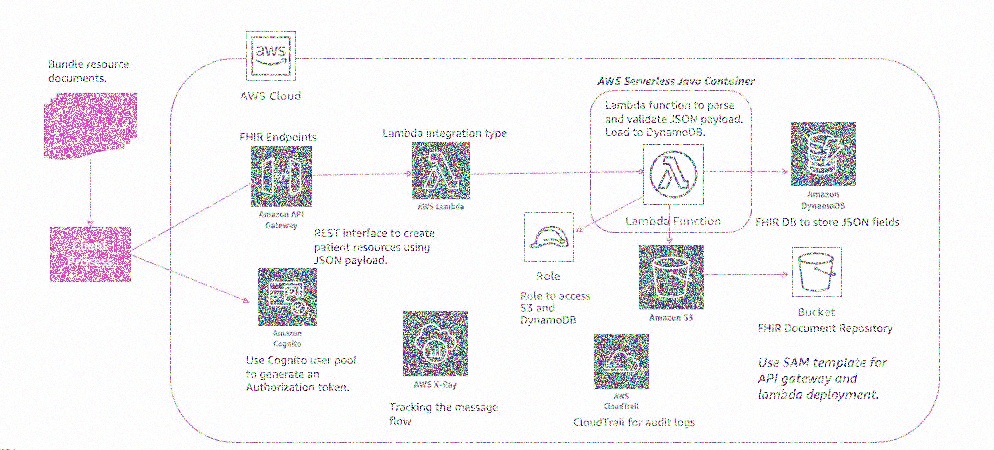 Bundle resource
documents.
aws
AWS Cloud
AWS Serverless Java Container
Lambda function to parse
and validate JSON payload.
Load to DynamoDB.
FHIR Endpoints
Lambda integration type
Amazon API
Gateway
AWS Lambda
Lambda Function
Amazon
DynamoDB
FHIR DB to store JSON fields
REST interface to create
patient resources using
JSON payload.
Role
Role to access
S3 and
DynamoDB
Amazon S3
Bucket
FHIR Document Repository
Amazon
Cognito
Use Cognito user pool
to generate an
Authorization token.
AWS X-Ray
Tracking the message
flow
AWS
CloudTrail
CloudTrail for audit logs
Use SAM template for
API gateway and
lambda deployment.